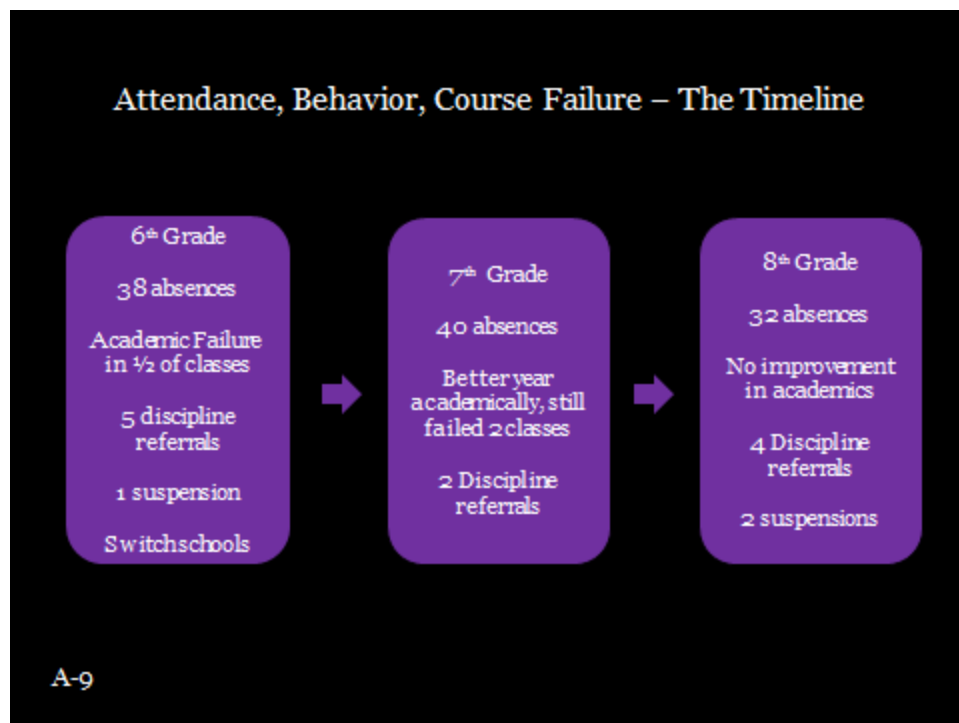 Attendance, Behavior, Course Failure – The Timeline
6th Grade
38 absences
Academic Failure
in ½ of classes
5 discipline
referrals
1 suspension
Switch schools
7th Grade
40 absences
Better year
academically, still
failed 2 classes
2 Discipline
referrals
8th Grade
32 absences
No improvement
in academics
4 Discipline
referrals
2 suspensions
A-9